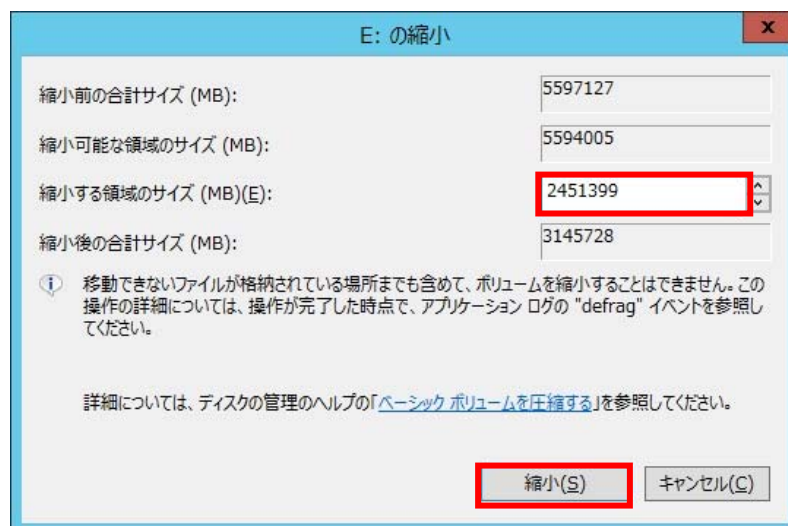 E: の縮小
x
縮小前の合計サイズ (MB):
5597127
縮小可能な領域のサイズ (MB):
5594005
縮小する領域のサイズ (MB)(E):
2451399
縮小後の合計サイズ (MB):
3145728
移動できないファイルが格納されている場所までも含めて、ボリュームを縮小することはできません。この
操作の詳細については、操作が完了した時点で、アプリケーション ログの "defrag" イベントを参照し
てください。
詳細については、ディスクの管理のヘルプの「ベーシック ボリュームを圧縮する」を参照してください。
縮小(S)
キャンセル(C)